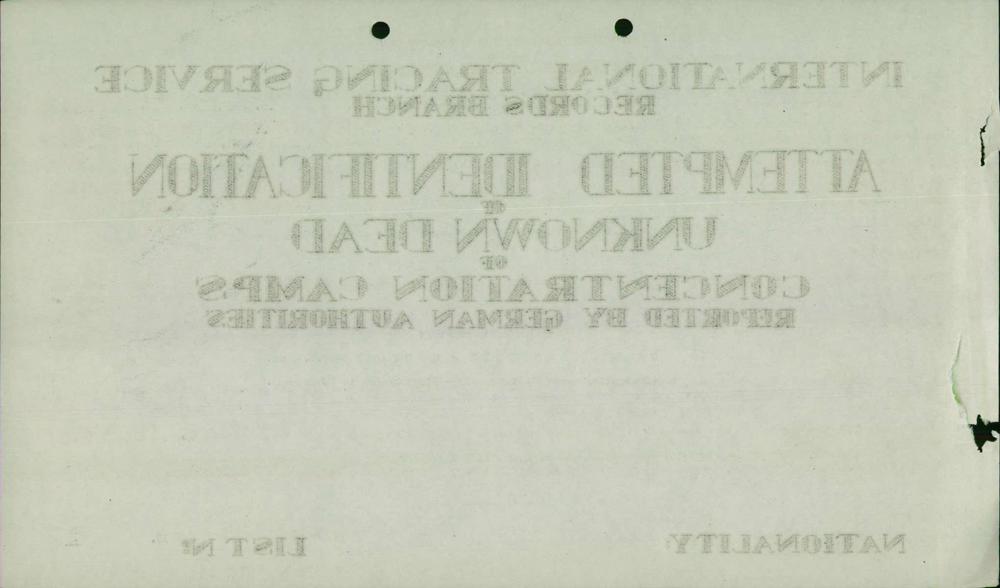 INTERNATIONAL TRACING SERVICE
RECORDS BRANCH
ATTEMPTED IDENTIFICATION
OF
UNKNOWN DEAD
OF
CONCENTRATION CAMPS
REPORTED BY GERMAN AUTHORITIES
NATIONALITY: LIST Nº